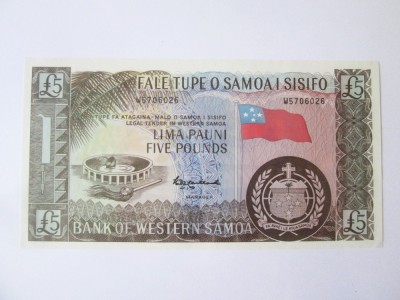 £5
FALE TUPE O SAMOA I SISIFO
£5
W5706026
W5706026
TUPE FA'ATAGAINA-MALO O SAMOA I SISIFO
LEGAL TENDER IN WESTERN SAMOA
LIMA PAUNI
FIVE POUNDS
MANAGER
£5
BANK OF WESTERN SAMOA
£5